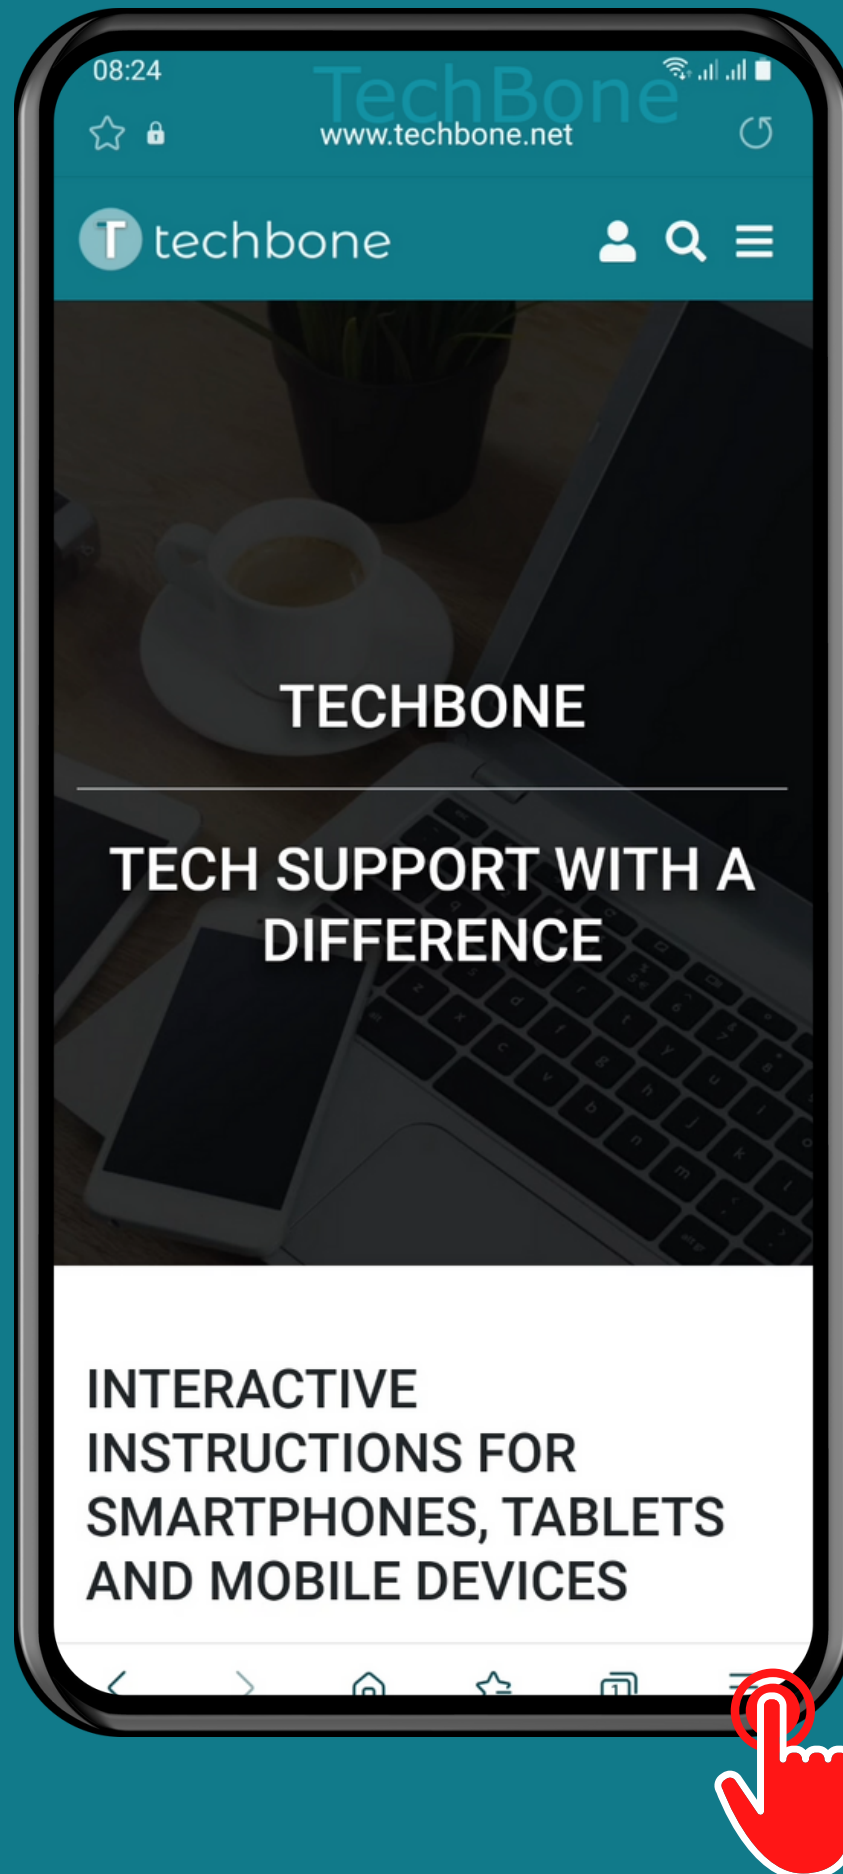 08:24
TechBone
www.techbone.net
T techbone
TECHBONE
TECH SUPPORT WITH A
DIFFERENCE
INTERACTIVE
INSTRUCTIONS FOR
SMARTPHONES, TABLETS
AND MOBILE DEVICES
1